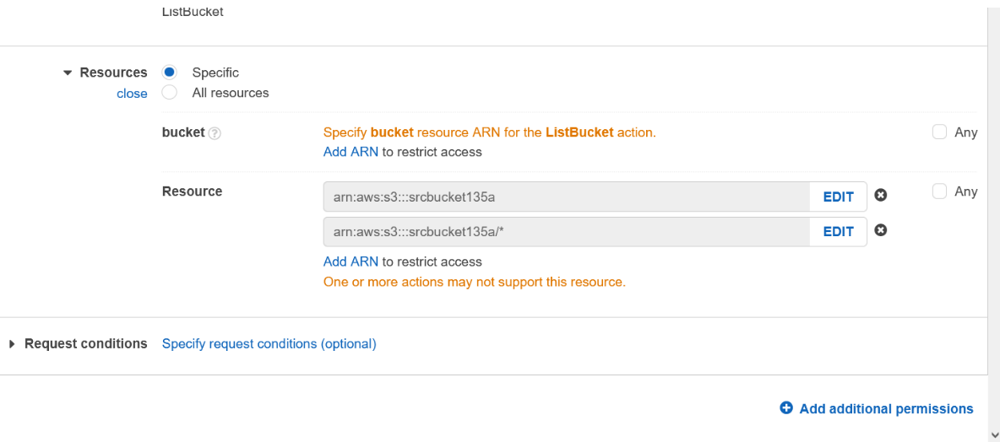 ListBucket
Resources
close
Specific
All resources
bucket
Specify bucket resource ARN for the ListBucket action.
Add ARN to restrict access
Any
Resource
arn:aws:s3:::srcbucket135a EDIT
arn:aws:s3:::srcbucket135a/* EDIT
Any
Add ARN to restrict access
One or more actions may not support this resource.
Request conditions Specify request conditions (optional)
Add additional permissions